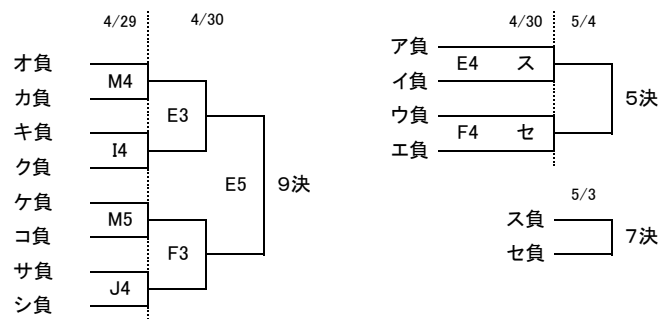 4/29 4/30
オ負
M4
カ負
E3
キ負
I4
ク負
E5 9決
ケ負
M5
コ負
F3
サ負
J4
シ負
4/30 5/4
ア負
E4 ス
イ負
5決
ウ負
F4 セ
エ負
5/3
ス負
7決
セ負